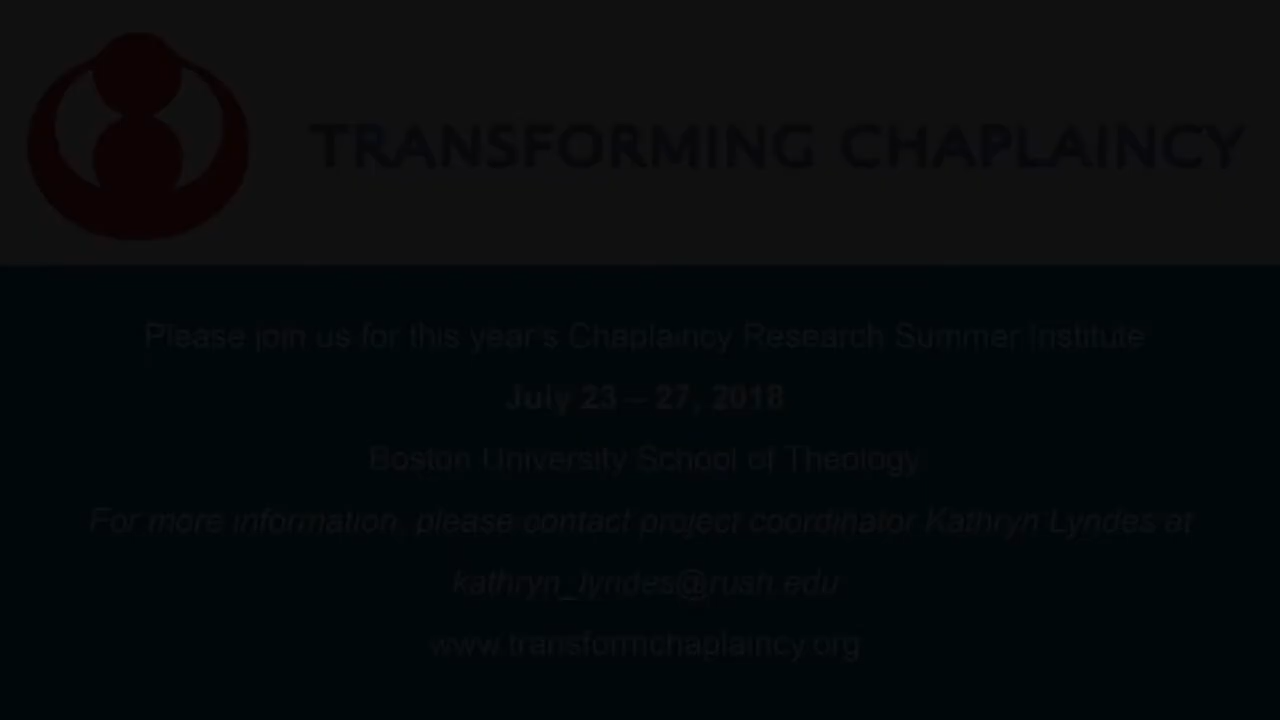 TRANSFORMING CHAPLAINCY
Please join us for this year's Chaplaincy Research Summer Institute
July 23 – 27, 2018
Boston University School of Theology
For more information, please contact project coordinator Kathryn Lyndes at
kathryn_lyndes@rush.edu
www.transformchaplaincy.org